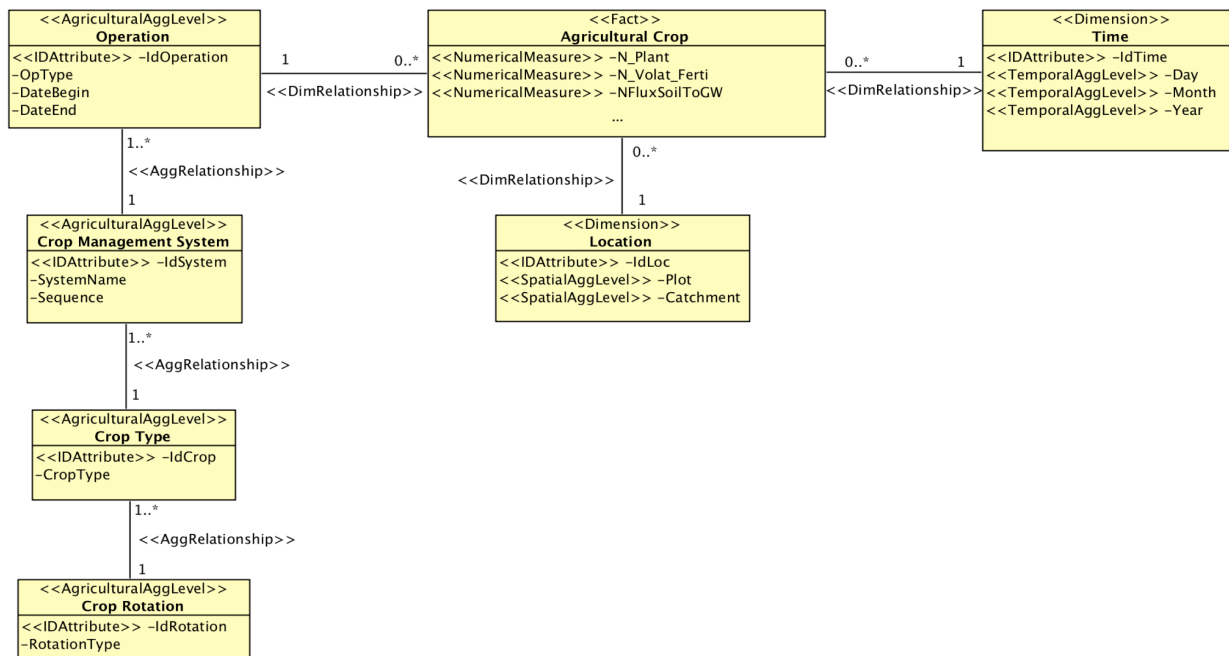 <<AgriculturalAggLevel>>
Operation
<<IDAttribute>> -IdOperation
-OpType
-DateBegin
-DateEnd
1
0..*
<<DimRelationship>>
<<Fact>>
Agricultural Crop
<<NumericalMeasure>> -N_Plant
<<NumericalMeasure>> -N_Volat_Ferti
<<NumericalMeasure>> -NFluxSoilToGW
...
0..*
1
<<DimRelationship>>
<<Dimension>>
Time
<<IDAttribute>> -IdTime
<<TemporalAggLevel>> -Day
<<TemporalAggLevel>> -Month
<<TemporalAggLevel>> -Year
1..*
<<AggRelationship>>
1
0..*
<<DimRelationship>>
1
<<AgriculturalAggLevel>>
Crop Management System
<<IDAttribute>> -IdSystem
-SystemName
-Sequence
<<Dimension>>
Location
<<IDAttribute>> -IdLoc
<<SpatialAggLevel>> -Plot
<<SpatialAggLevel>> -Catchment
1..*
<<AggRelationship>>
1
<<AgriculturalAggLevel>>
Crop Type
<<IDAttribute>> -IdCrop
-CropType
1..*
<<AggRelationship>>
1
<<AgriculturalAggLevel>>
Crop Rotation
<<IDAttribute>> -IdRotation
-RotationType